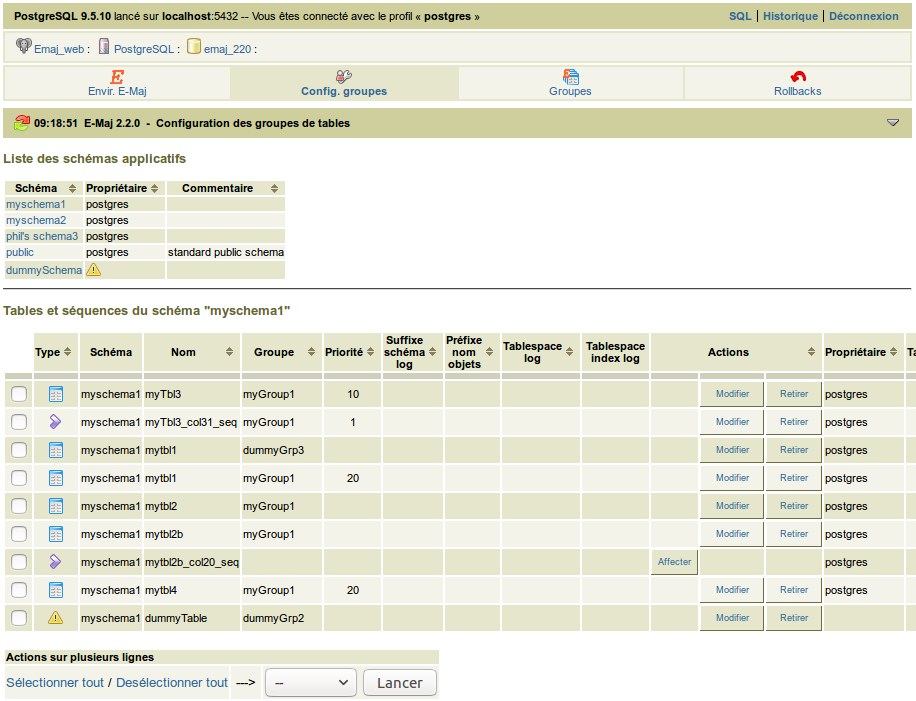 PostgreSQL 9.5.10 lancé sur localhost:5432 -- Vous êtes connecté avec le profil « postgres » SQL | Historique | Déconnexion
Emaj_web : PostgreSQL : emaj_220 :
Envir. E-Maj Config. groupes Groupes Rollbacks
09:18:51 E-Maj 2.2.0 - Configuration des groupes de tables
Liste des schémas applicatifs
Schéma Propriétaire Commentaire
myschema1 postgres
myschema2 postgres
phil's schema3 postgres
public postgres standard public schema
dummySchema
Tables et séquences du schéma "myschema1"
Type Schéma Nom Groupe Priorité Suffixe schéma log Préfixe nom objets Tablespace log Tablespace index log Actions Propriétaire
myschema1 myTbl3 myGroup1 10 Modifier Retirer postgres
myschema1 myTbl3_col31_seq myGroup1 1 Modifier Retirer postgres
myschema1 mytbl1 dummyGrp3 Modifier Retirer postgres
myschema1 mytbl1 myGroup1 20 Modifier Retirer postgres
myschema1 mytbl2 myGroup1 Modifier Retirer postgres
myschema1 mytbl2b myGroup1 Modifier Retirer postgres
myschema1 mytbl2b_col20_seq Affecter postgres
myschema1 mytbl4 myGroup1 20 Modifier Retirer postgres
myschema1 dummyTable dummyGrp2 Modifier Retirer
Actions sur plusieurs lignes
Sélectionner tout / Desélectionner tout ---> -- Lancer